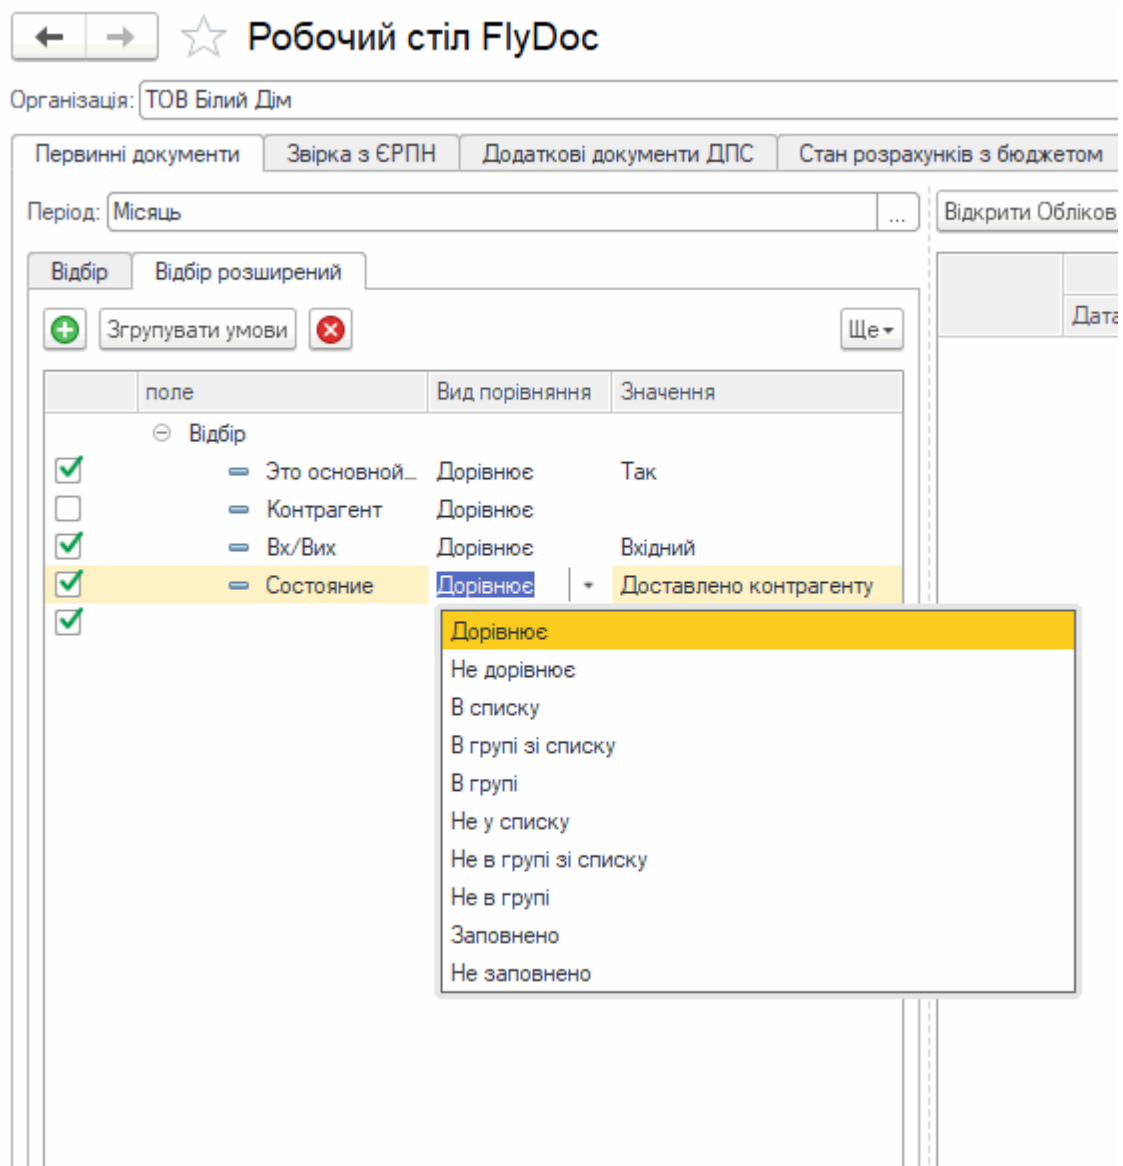 Робочий стіл FlyDoc
Організація: ТОВ Білий Дім
Первинні документи Звірка з ЄРПН Додаткові документи ДПС Стан розрахунків з бюджетом
Період: Місяць ... Відкрити Обліков
Відбір Відбір розширений
Дата
Згрупувати умови Ще
поле Вид порівняння Значення
Відбір
Это основной... Дорівнює Так
Контрагент Дорівнює
Вх/Вих Дорівнює Вхідний
Состояние Дорівнює Доставлено контрагенту
Дорівнює
Не дорівнює
В списку
В групі зі списку
В групі
Не у списку
Не в групі зі списку
Не в групі
Заповнено
Не заповнено